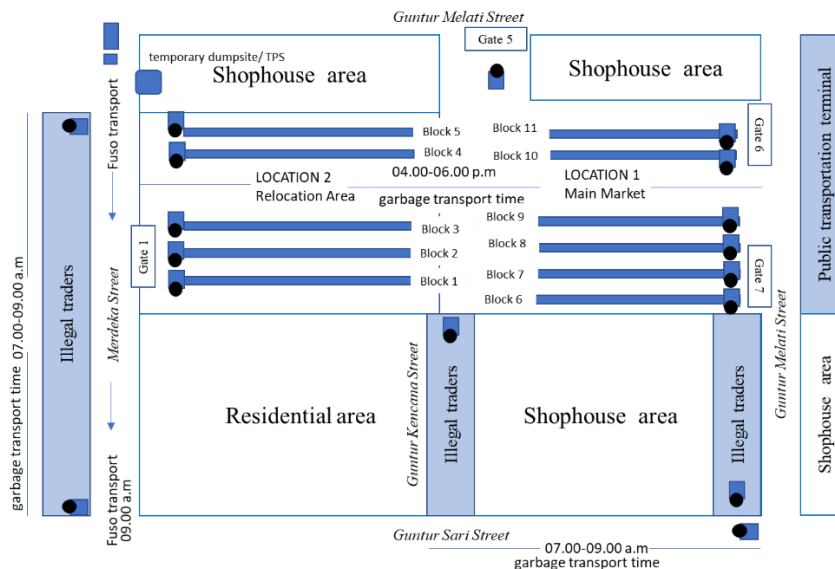 Guntur Melati Street
Gate 5
temporary dumpsite/ TPS
Shophouse area
Shophouse area
Public transportation terminal
Fuso transport
Block 5
Block 11
Gate 6
Block 4
Block 10
04.00-06.00 p.m
LOCATION 2
Relocation Area
LOCATION 1
Main Market
garbage transport time
Block 9
Block 3
Gate 1
Block 8
Block 2
Block 7
Gate 7
Block 1
Block 6
garbage transport time 07.00-09.00 a.m
Illegal traders
Merdeka Street
Guntur Melati Street
Residential area
Guntur Kencana Street
Illegal traders
Shophouse area
Illegal traders
Shophouse area
Fuso transport
09.00 a.m
Guntur Sari Street
07.00-09.00 a.m
garbage transport time